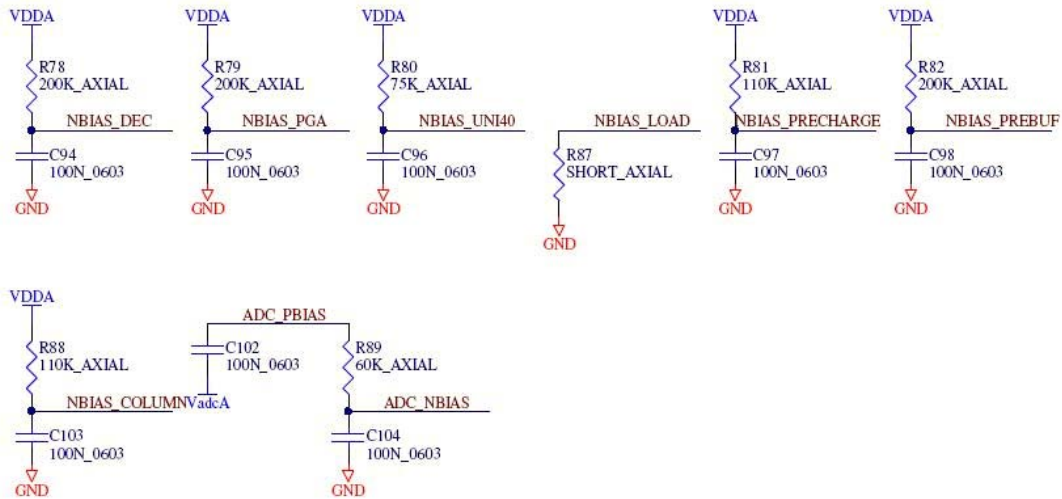 VDDA
R78
200K_AXIAL
NBIAS_DEC
C94
100N_0603
GND
VDDA
R79
200K_AXIAL
NBIAS_PGA
C95
100N_0603
GND
VDDA
R80
75K_AXIAL
NBIAS_UNI40
C96
100N_0603
GND
NBIAS_LOAD
R87
SHORT_AXIAL
GND
VDDA
R81
110K_AXIAL
NBIAS_PRECHARGE
C97
100N_0603
GND
VDDA
R82
200K_AXIAL
NBIAS_PREBUF
C98
100N_0603
GND
VDDA
R88
110K_AXIAL
NBIAS_COLUMN
C103
100N_0603
GND
ADC_PBIAS
C102
100N_0603
VadcA
R89
60K_AXIAL
ADC_NBIAS
C104
100N_0603
GND